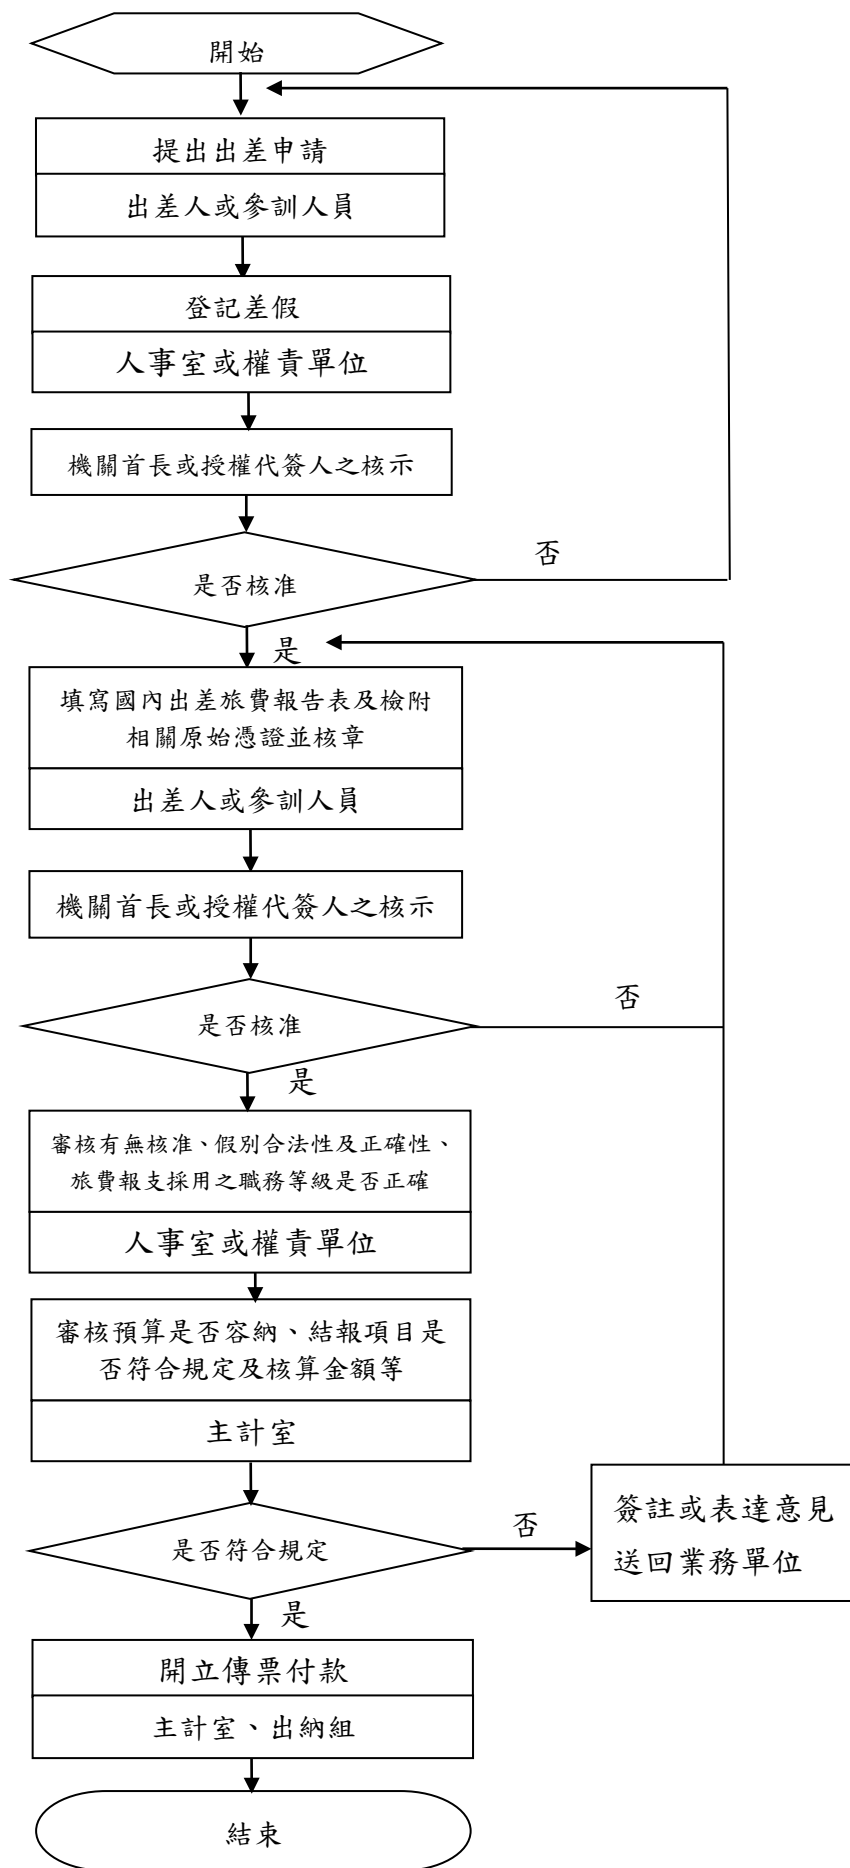 開始
提出出差申請
出差人或參訓人員
登記差假
人事室或權責單位
機關首長或授權代簽人之核示
是否核准
否
是
填寫國內出差旅費報告表及檢附
相關原始憑證並核章
出差人或參訓人員
機關首長或授權代簽人之核示
是否核准
否
是
審核有無核准、假別合法性及正確性、
旅費報支採用之職務等級是否正確
人事室或權責單位
審核預算是否容納、結報項目是
否符合規定及核算金額等
主計室
是否符合規定
否
簽註或表達意見
送回業務單位
是
開立傳票付款
主計室、出納組
結束